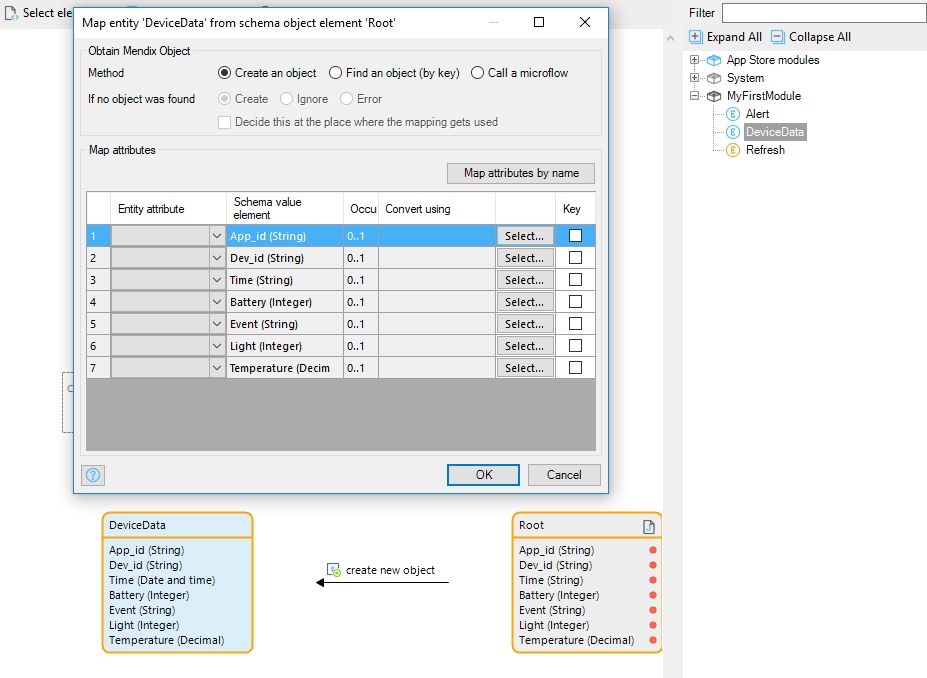 Select ele
Map entity 'DeviceData' from schema object element 'Root'
Obtain Mendix Object
Method
Create an object
Find an object (by key)
Call a microflow
If no object was found
Create
Ignore
Error
Decide this at the place where the mapping gets used
Map attributes
Map attributes by name
Entity attribute
Schema value
element
Occu
Convert using
Key
1 App_id (String) 0..1 Select...
2 Dev_id (String) 0..1 Select...
3 Time (String) 0..1 Select...
4 Battery (Integer) 0..1 Select...
5 Event (String) 0..1 Select...
6 Light (Integer) 0..1 Select...
7 Temperature (Decim 0..1 Select...
?
OK
Cancel
DeviceData
App_id (String)
Dev_id (String)
Time (Date and time)
Battery (Integer)
Event (String)
Light (Integer)
Temperature (Decimal)
create new object
Root
App_id (String)
Dev_id (String)
Time (String)
Battery (Integer)
Event (String)
Light (Integer)
Temperature (Decimal)
Filter
Expand All
Collapse All
App Store modules
System
MyFirstModule
E Alert
E DeviceData
E Refresh